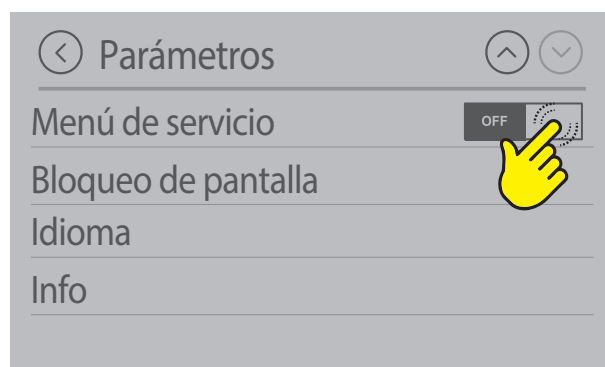 Parámetros
Menú de servicio OFF
Bloqueo de pantalla
Idioma
Info